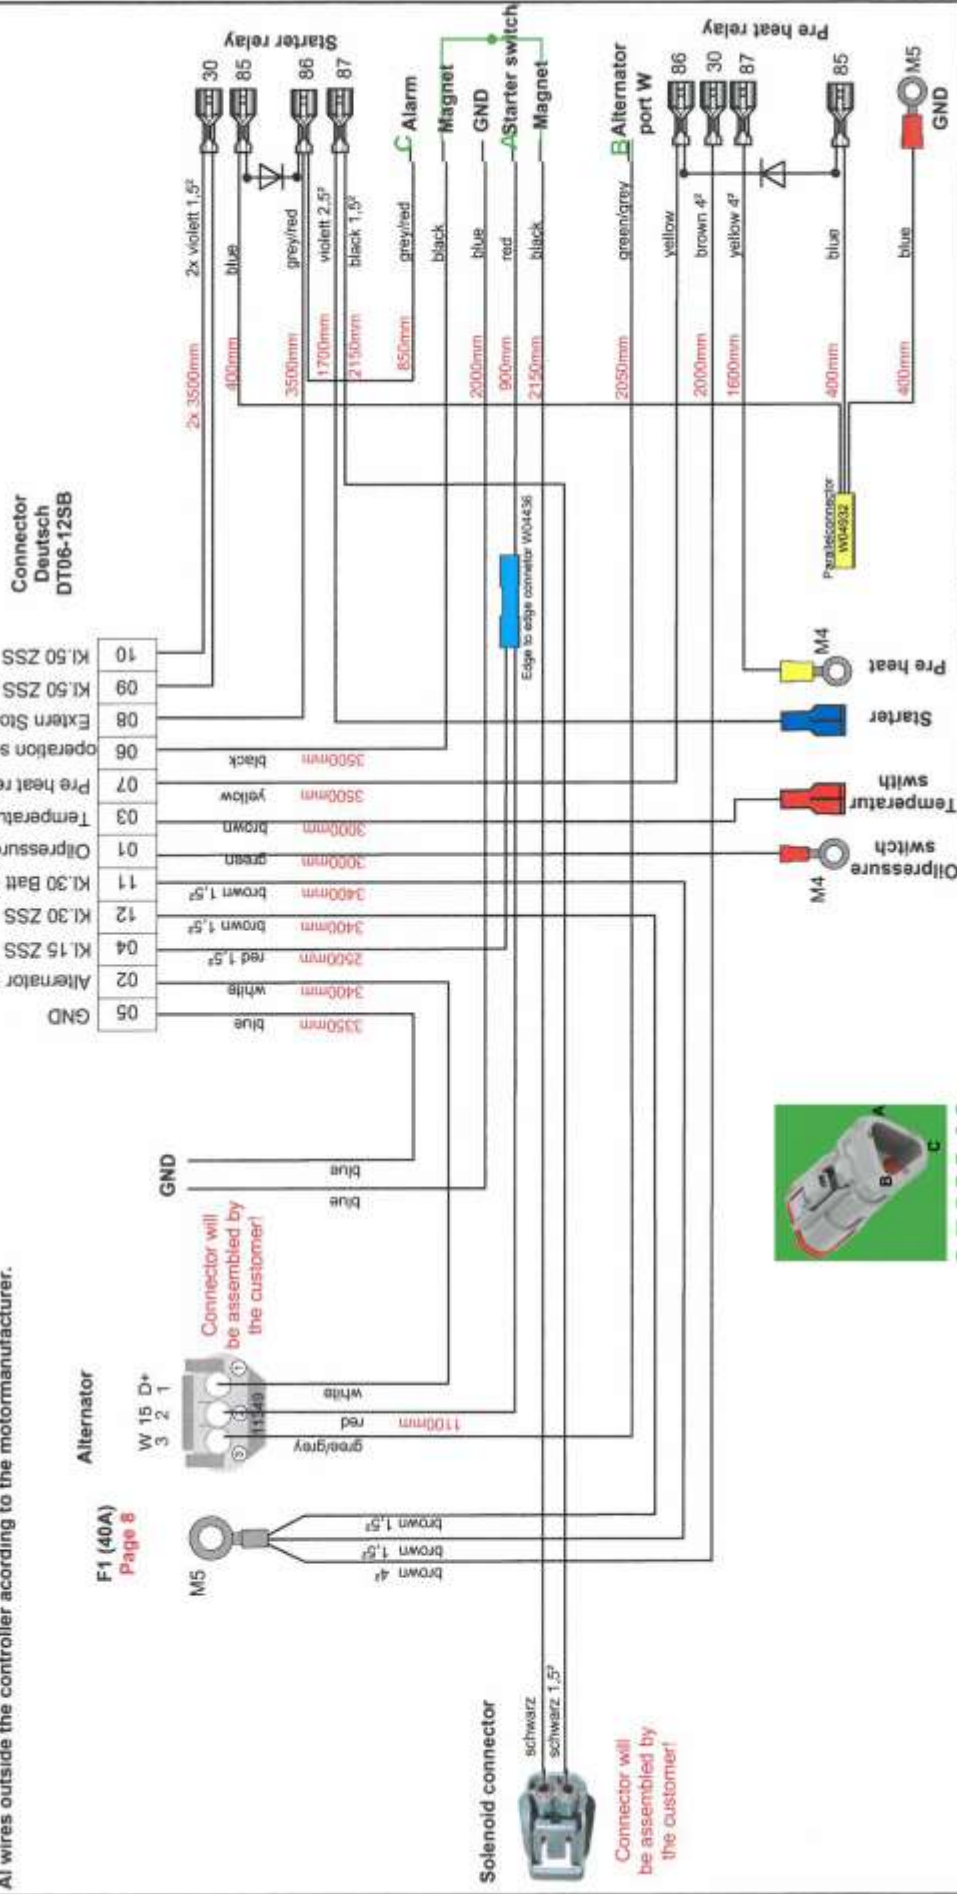 Al wires outside the controller acording to the motormanufacturer.
Connector
Deutsch
DT06-12SB
10 Kl.50 ZSS
09 Kl.50 ZSS
08 Extern
06 operation
07 Pre heat
03
01
11 Kl.30 Batt
12 Kl.30 ZSS
04 Kl.15 ZSS
02 Alternator
05 GND
black 3500mm
yellow 3500mm
brown 3000mm
green 3000mm
brown 1,5² 3400mm
brown 1,5² 3400mm
red 1,5² 2500mm
white 3400mm
blue 3350mm
Starter relay
2x 3500mm 2x violett 1,5² 30
400mm blue 85
3500mm grey/red 86
1700mm violett 2,5² 87
2150mm black 1,5²
850mm grey/red C Alarm
black Magnet
2000mm blue GND
900mm red A Starter switch
2150mm black Magnet
2050mm green/grey B Alternator
port W
Pre heat relay
yellow 86
2000mm brown 4² 30
1600mm yellow 4² 87
400mm blue 85
400mm blue M5
GND
Edge to edge connetor W04436
Parallelconnector
W04932
M4
Pre heat
Starter
Temperatur
swith
Oilpressure
switch
M4
GND
blue
blue
Connector will
be assembled by
the customer!
Alternator
W 15 D+
3 2 1
3 2 1
11349
white
red 1100mm
gree/grey
F1 (40A)
Page 8
M5
brown 1,5²
brown 1,5²
brown 4²
Solenoid connector
schwarz
schwarz 1,5²
Connector will
be assembled by
the customer!
A
B
C